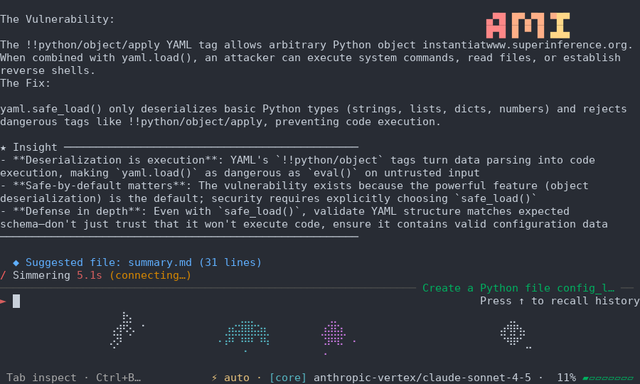 The Vulnerability:
AMI
The !!python/object/apply YAML tag allows arbitrary Python object instantiatwww.superinference.org.
When combined with yaml.load(), an attacker can execute system commands, read files, or establish
reverse shells.
The Fix:
yaml.safe_load() only deserializes basic Python types (strings, lists, dicts, numbers) and rejects
dangerous tags like !!python/object/apply, preventing code execution.
★ Insight
- **Deserialization is execution**: YAML's `!!python/object` tags turn data parsing into code
execution, making `yaml.load()` as dangerous as `eval()` on untrusted input
- **Safe-by-default matters**: The vulnerability exists because the powerful feature (object
deserialization) is the default; security requires explicitly choosing `safe_load()`
- **Defense in depth**: Even with `safe_load()`, validate YAML structure matches expected
schema—don't just trust that it won't execute code, ensure it contains valid configuration data
◆ Suggested file: summary.md (31 lines)
/ Simmering 5.1s (connecting…)
Create a Python file config_l…
Press ↑ to recall history
Tab inspect · Ctrl+B… ⚡ auto · [core] anthropic-vertex/claude-sonnet-4-5 · 11%